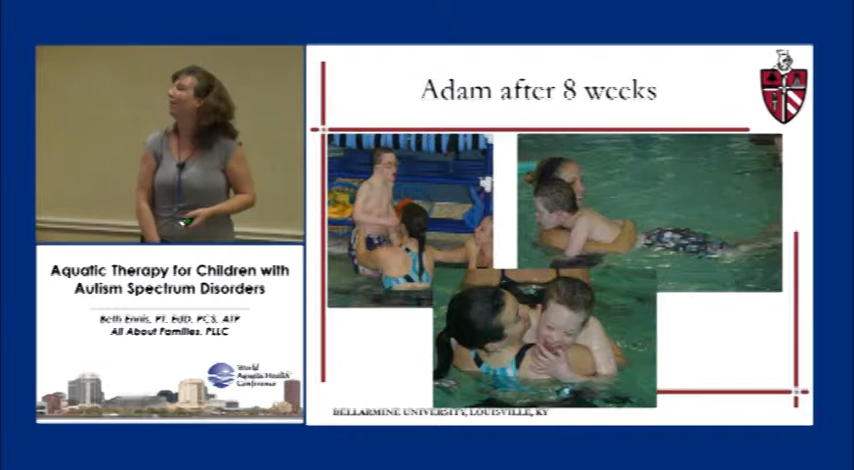 Adam after 8 weeks
Aquatic Therapy for Children with
Autism Spectrum Disorders
Beth Ennis, PT, EdD, PCS, ATP
All About Families, PLLC
World
Aquatic Health
Conference
BELLARMINE UNIVERSITY, LOUISVILLE, KY